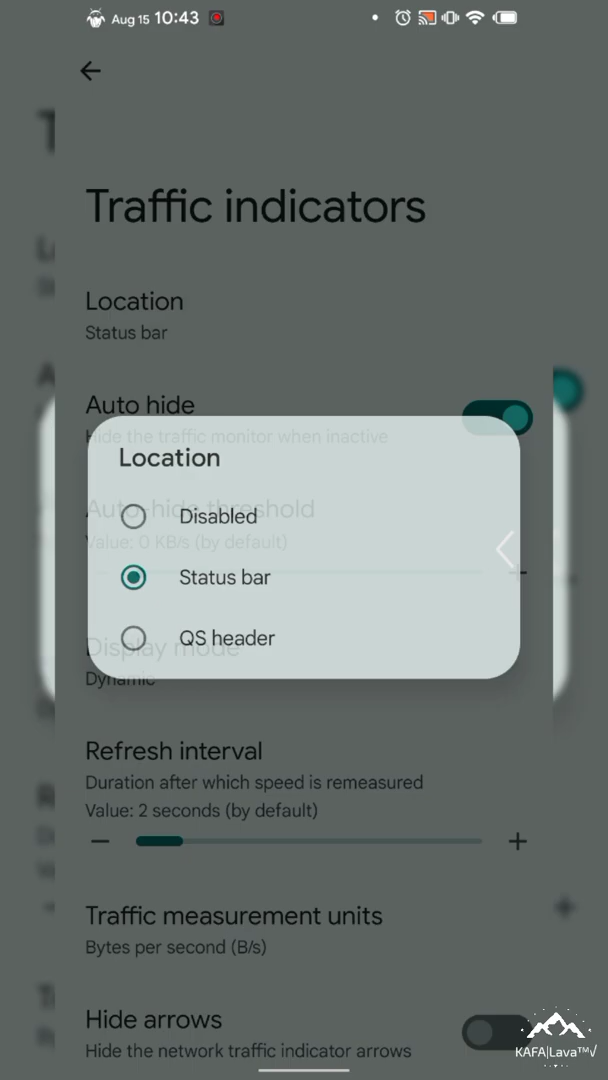 Aug 15 10:43
Traffic indicators
Location
Status bar
Auto hide
Hide the traffic monitor when inactive
Location
Auto-hide threshold
Disabled
Value: 0 KB/s (by default)
Status bar
QS header
Display mode
Dynamic
Refresh interval
Duration after which speed is remeasured
Value: 2 seconds (by default)
Traffic measurement units
Bytes per second (B/s)
Hide arrows
Hide the network traffic indicator arrows
KAFA|Lava™√